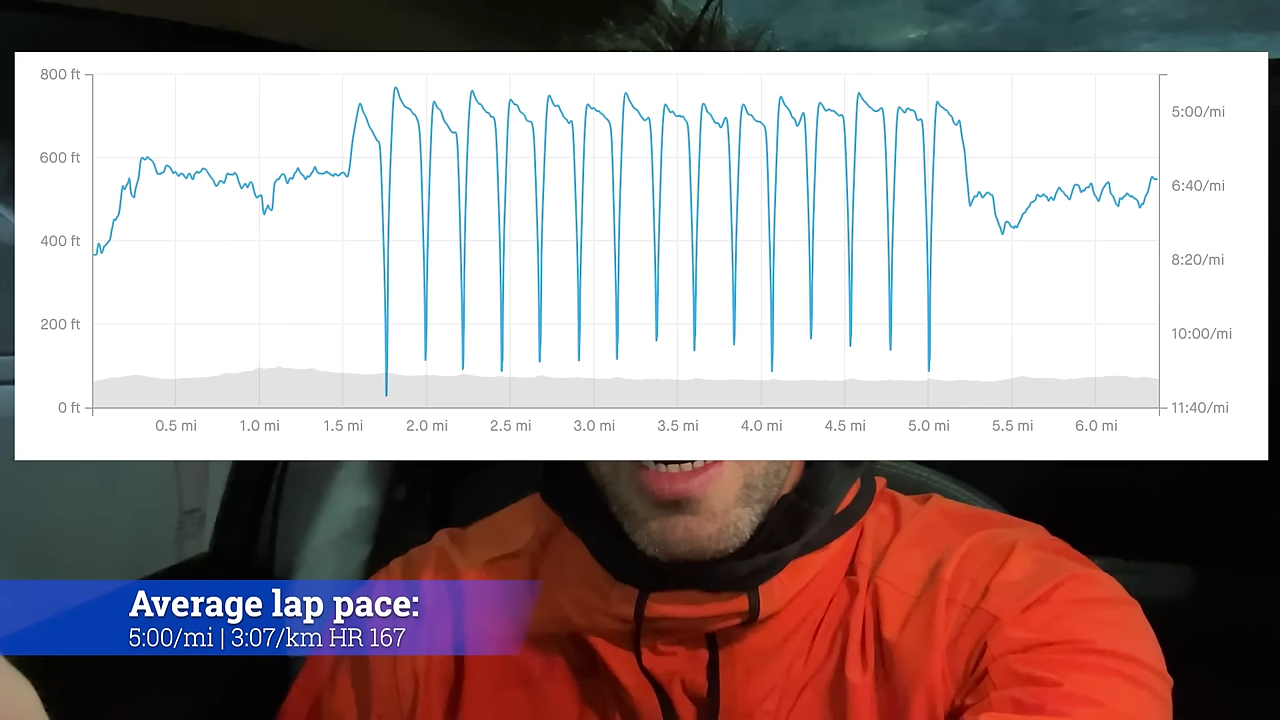 800 ft
600 ft
400 ft
200 ft
0 ft
5:00/mi
6:40/mi
8:20/mi
10:00/mi
11:40/mi
0.5 mi 1.0 mi 1.5 mi 2.0 mi 2.5 mi 3.0 mi 3.5 mi 4.0 mi 4.5 mi 5.0 mi 5.5 mi 6.0 mi
Average lap pace:
5:00/mi | 3:07/km HR 167